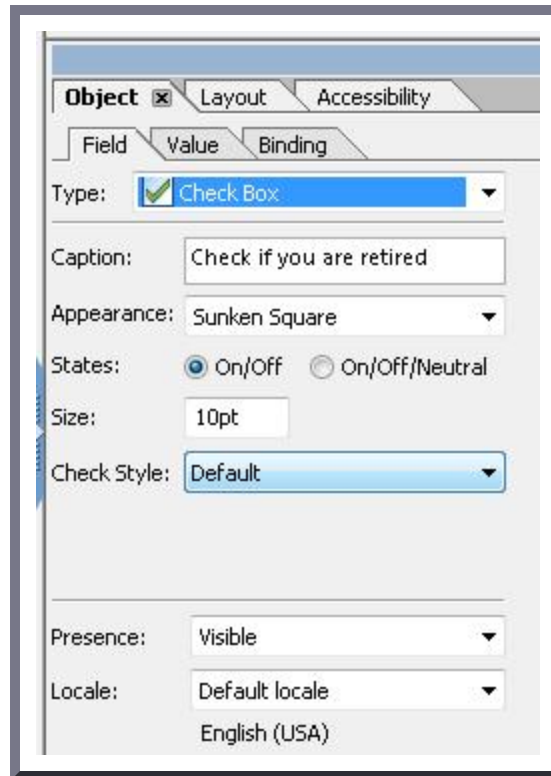 Object Layout Accessibility
Field Value Binding
Type: Check Box
Caption: Check if you are retired
Appearance: Sunken Square
States: On/Off On/Off/Neutral
Size: 10pt
Check Style: Default
Presence: Visible
Locale: Default locale
English (USA)